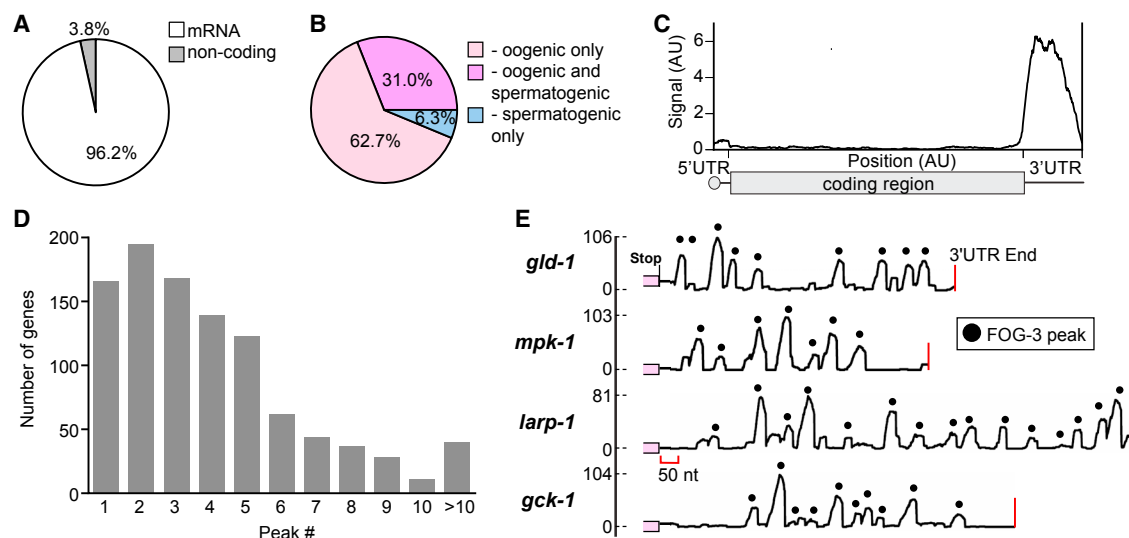 A
3.8%
mRNA
non-coding
96.2%
B
31.0%
6.3%
62.7%
- oogenic only
- oogenic and
spermatogenic
- spermatogenic
only
C
Signal (AU)
6
4
2
0
Position (AU)
5'UTR
3'UTR
coding region
D
Number of genes
200
150
100
50
0
1 2 3 4 5 6 7 8 9 10 >10
Peak #
E
106
Stop
gld-1
0
3'UTR End
103
mpk-1
0
FOG-3 peak
81
larp-1
0
50 nt
104
gck-1
0